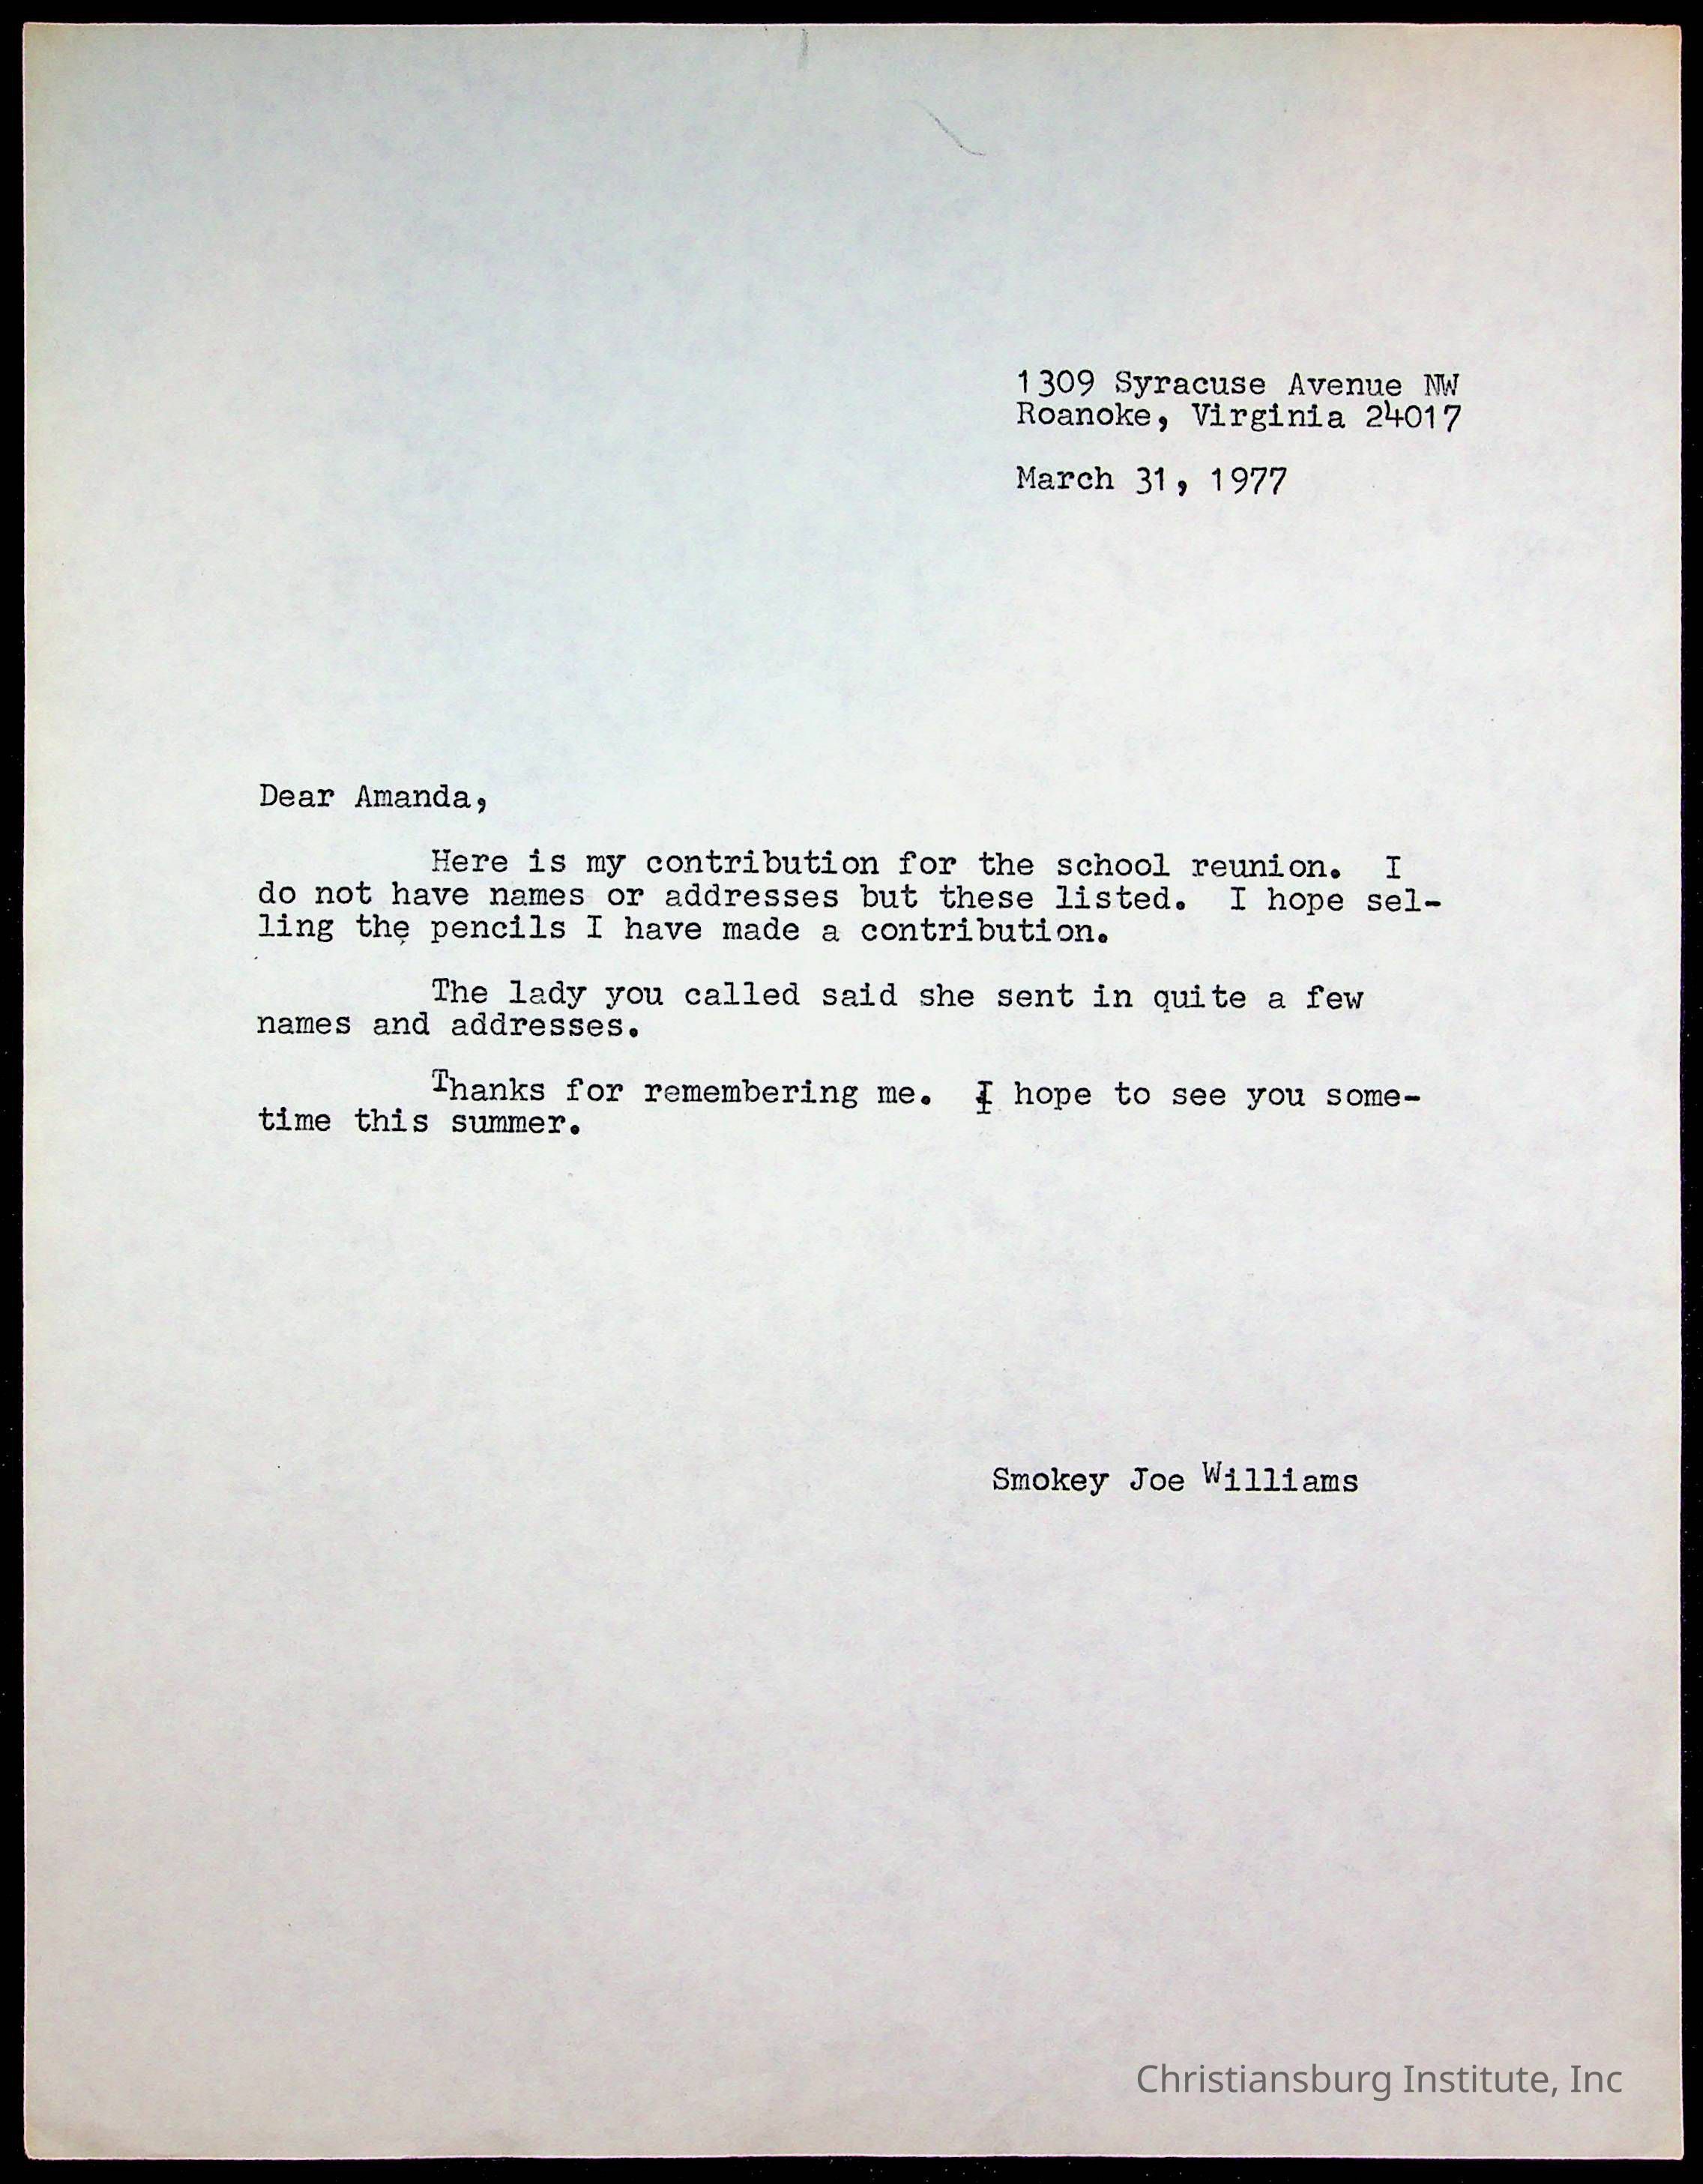 1309 Syracuse Avenue NW
Roanoke, Virginia 24017
March 31, 1977
Dear Amanda,
Here is my contribution for the school reunion. I
do not have names or addresses but these listed. I hope sel-
ling the pencils I have made a contribution.
The lady you called said she sent in quite a few
names and addresses.
Thanks for remembering me. I hope to see you some-
time this summer.
Smokey Joe Williams
Christiansburg Institute, Inc